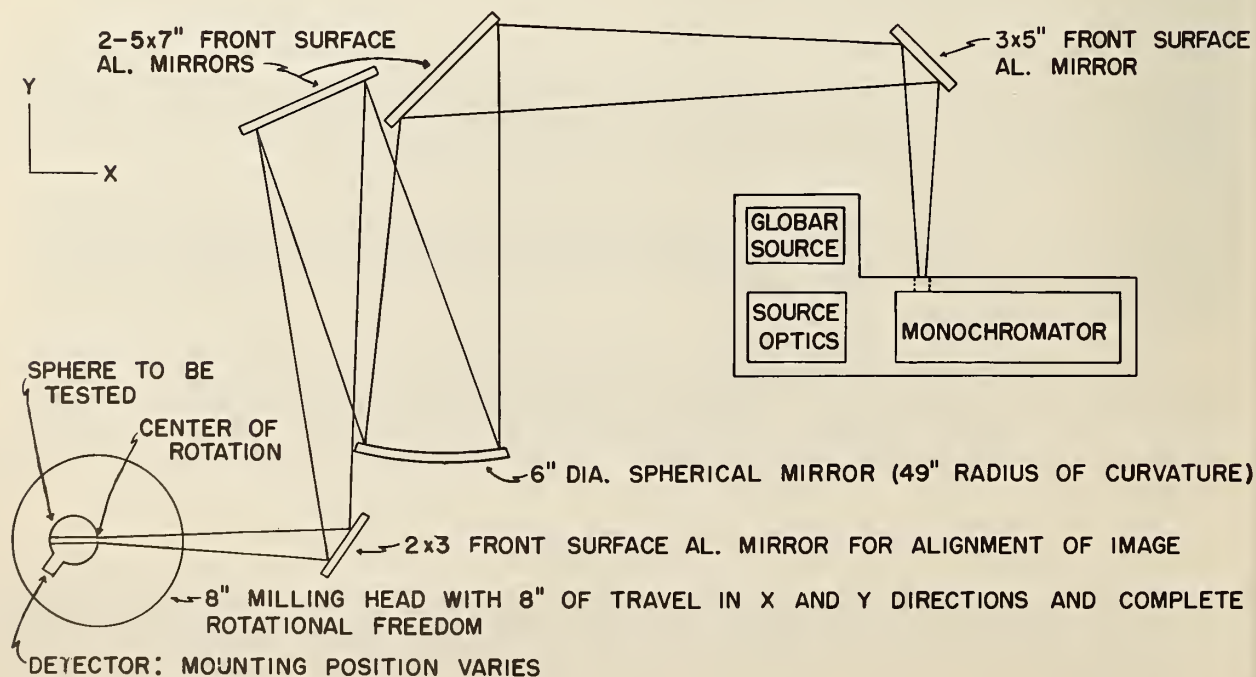 2-5x7" FRONT SURFACE
AL. MIRRORS
3x5" FRONT SURFACE
AL. MIRROR
Y
X
GLOBAR
SOURCE
SOURCE
OPTICS
MONOCHROMATOR
SPHERE TO BE
TESTED
CENTER OF
ROTATION
6" DIA. SPHERICAL MIRROR (49" RADIUS OF CURVATURE)
2x3 FRONT SURFACE AL. MIRROR FOR ALIGNMENT OF IMAGE
8" MILLING HEAD WITH 8" OF TRAVEL IN X AND Y DIRECTIONS AND COMPLETE
ROTATIONAL FREEDOM
DETECTOR: MOUNTING POSITION VARIES